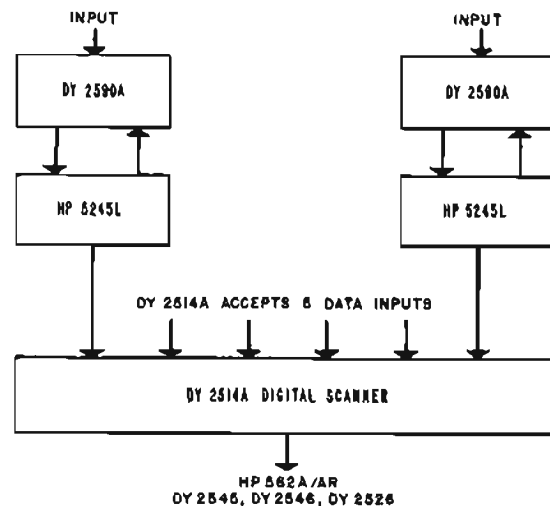 INPUT
INPUT
DY 2590A
DY 2590A
HP 5245L
HP 5245L
DY 2514A ACCEPTS 6 DATA INPUTS
DY 2514A DIGITAL SCANNER
HP 562A/AR
DY 2545, DY 2546, DY 2526